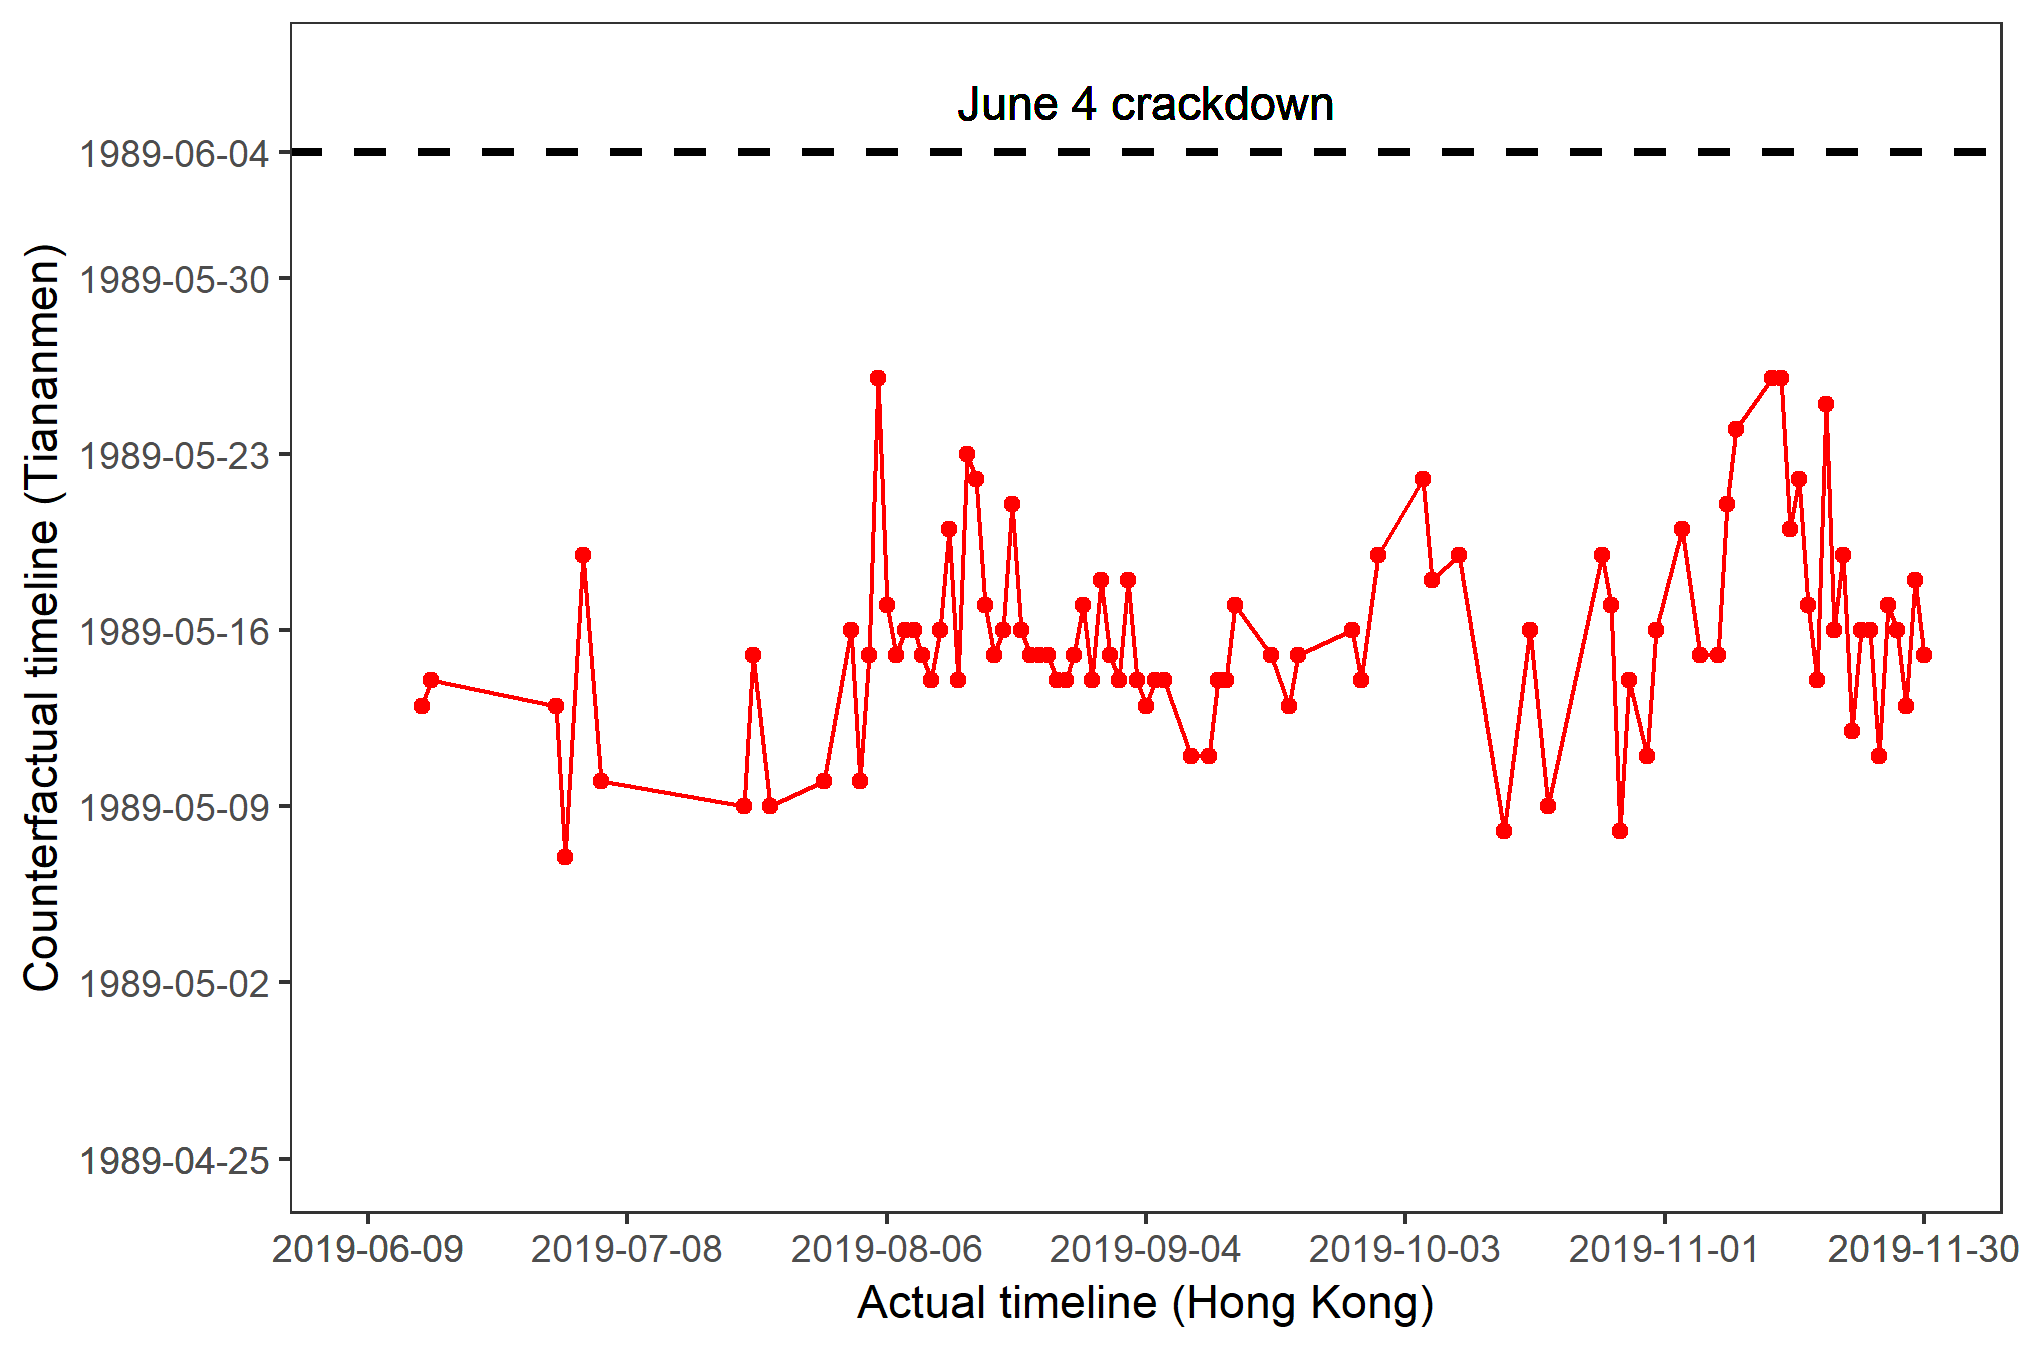 June 4 crackdown
1989-06-04
1989-05-30
1989-05-23
1989-05-16
1989-05-09
1989-05-02
1989-04-25
Counterfactual timeline (Tiananmen)
2019-06-09 2019-07-08 2019-08-06 2019-09-04 2019-10-03 2019-11-01 2019-11-30
Actual timeline (Hong Kong)